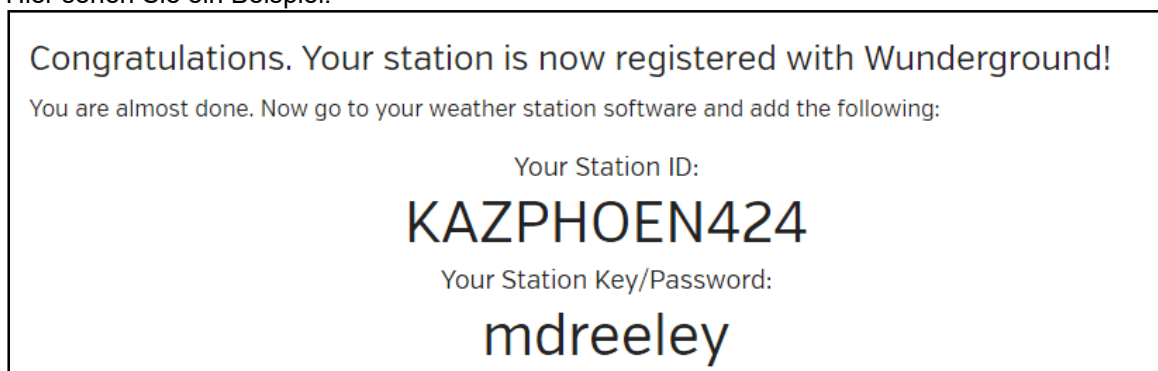 Hier sehen Sie ein Beispiel:
Congratulations. Your station is now registered with Wunderground!
You are almost done. Now go to your weather station software and add the following:
Your Station ID:
KAZPHOEN424
Your Station Key/Password:
mdreeley